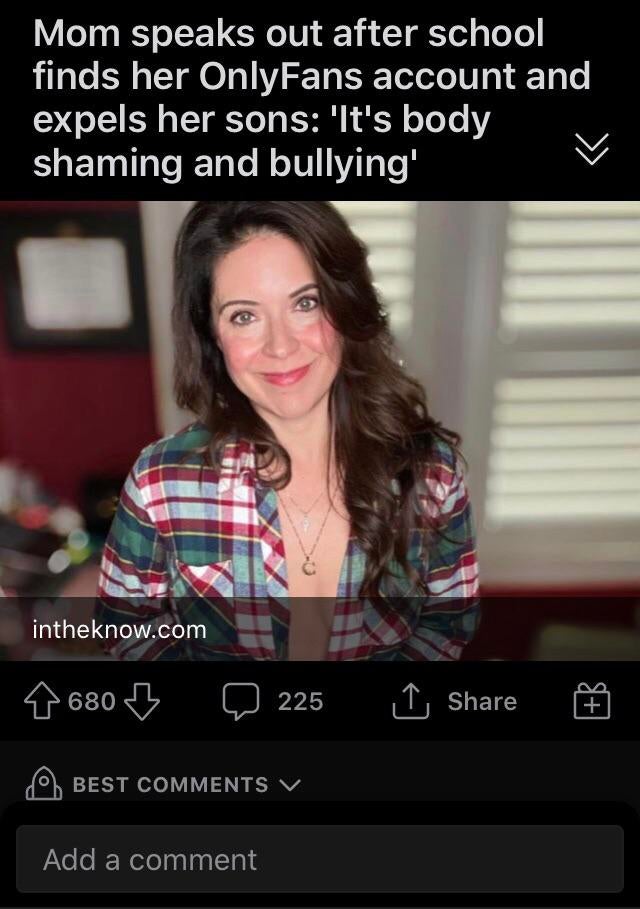 Mom speaks out after school
finds her OnlyFans account and
expels her sons: 'It's body
shaming and bullying'
intheknow.com
680
225
Share
BEST COMMENTS
Add a comment